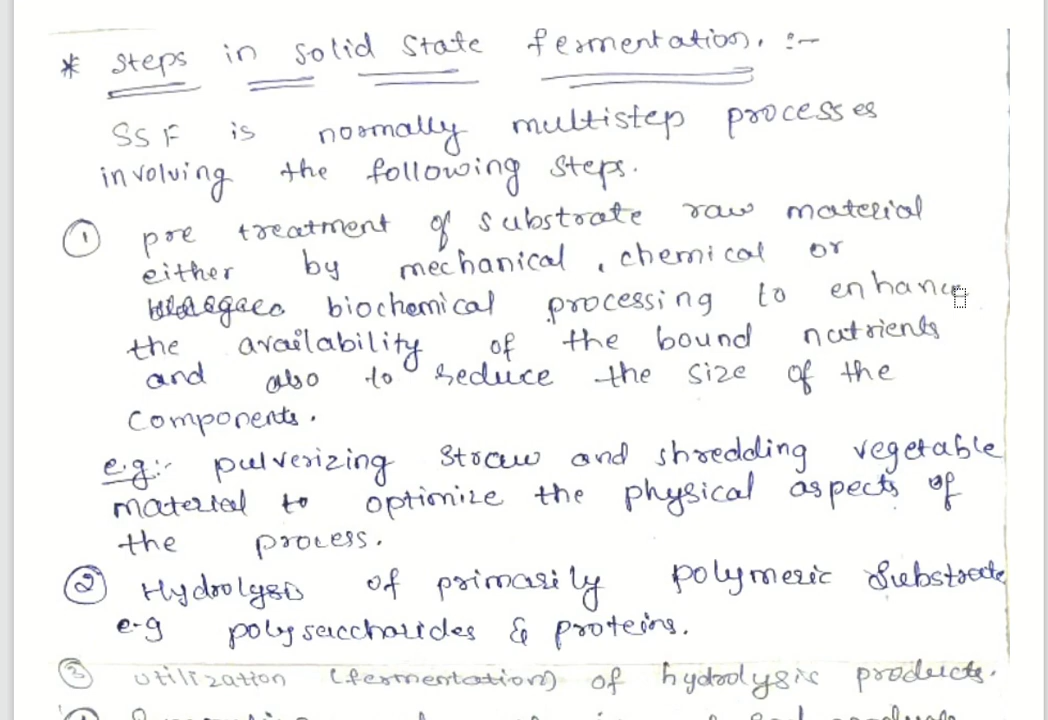 * Steps in solid state fermentation. :-
SSF is normally multistep processes
involving the following steps.
① pre treatment of substrate raw material
either by mechanical, chemical or
biochemical processing to enhance
the availability of the bound nutrients
and also to reduce the size of the
components.
e.g:- pulverizing straw and shredding vegetable
material to optimize the physical aspects of
the process.
② Hydrolysis of primarily polymeric substrate
e-g polysaccharides & proteins.
③ utilization (fermentation) of hydrolysis products.